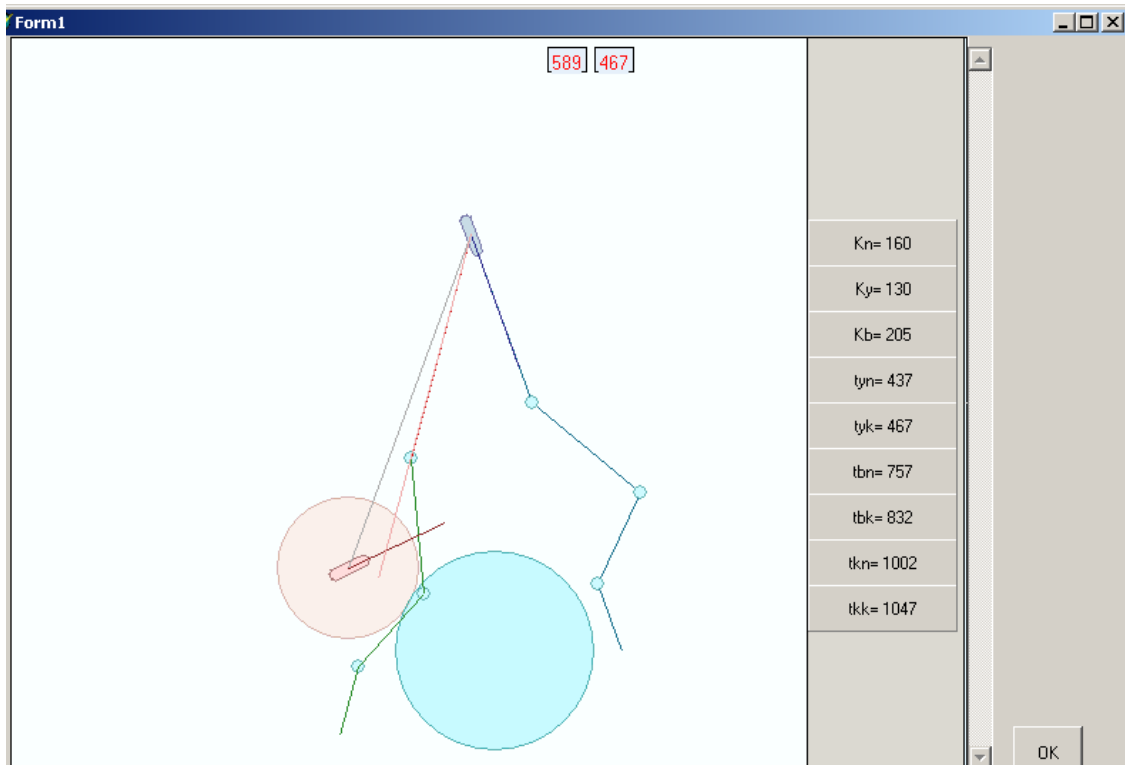 Form1
589 467
Kn= 160
Ky= 130
Kb= 205
tyn= 437
tyk= 467
tbn= 757
tbk= 832
tkn= 1002
tkk= 1047
OK